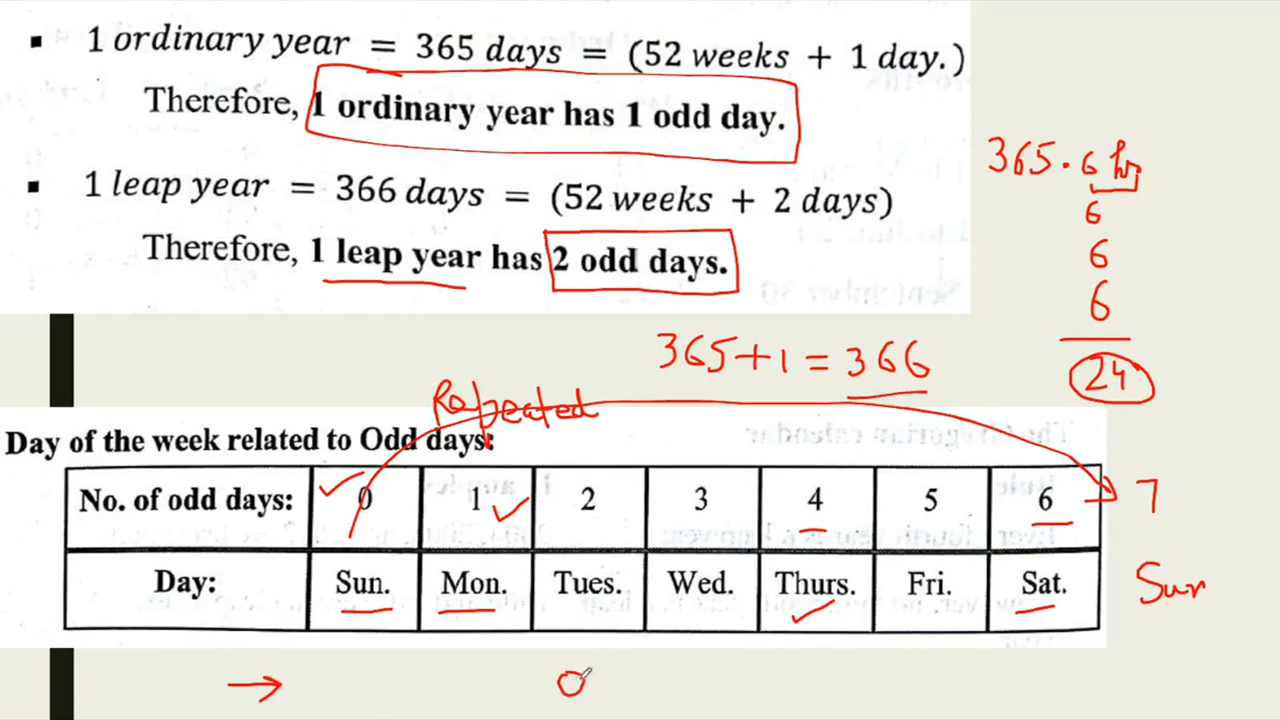 ▪ 1 ordinary year = 365 days = (52 weeks + 1 day.)
Therefore, 1 ordinary year has 1 odd day.
365. 6 hr
▪ 1 leap year = 366 days = (52 weeks + 2 days)
6
Therefore, 1 leap year has 2 odd days.
6
6
365+1 = 366
24
Repeated
Day of the week related to Odd days:
No. of odd days: 0 1 2 3 4 5 6 7
Day: Sun. Mon. Tues. Wed. Thurs. Fri. Sat. Sun
→ 0